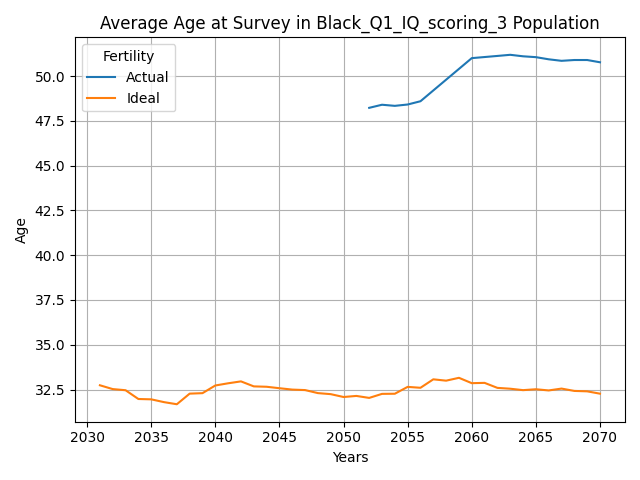 Average Age at Survey in Black_Q1_IQ_scoring_3 Population
Fertility
Actual
Ideal
50.0
47.5
45.0
42.5
40.0
37.5
35.0
32.5
Age
2030 2035 2040 2045 2050 2055 2060 2065 2070
Years